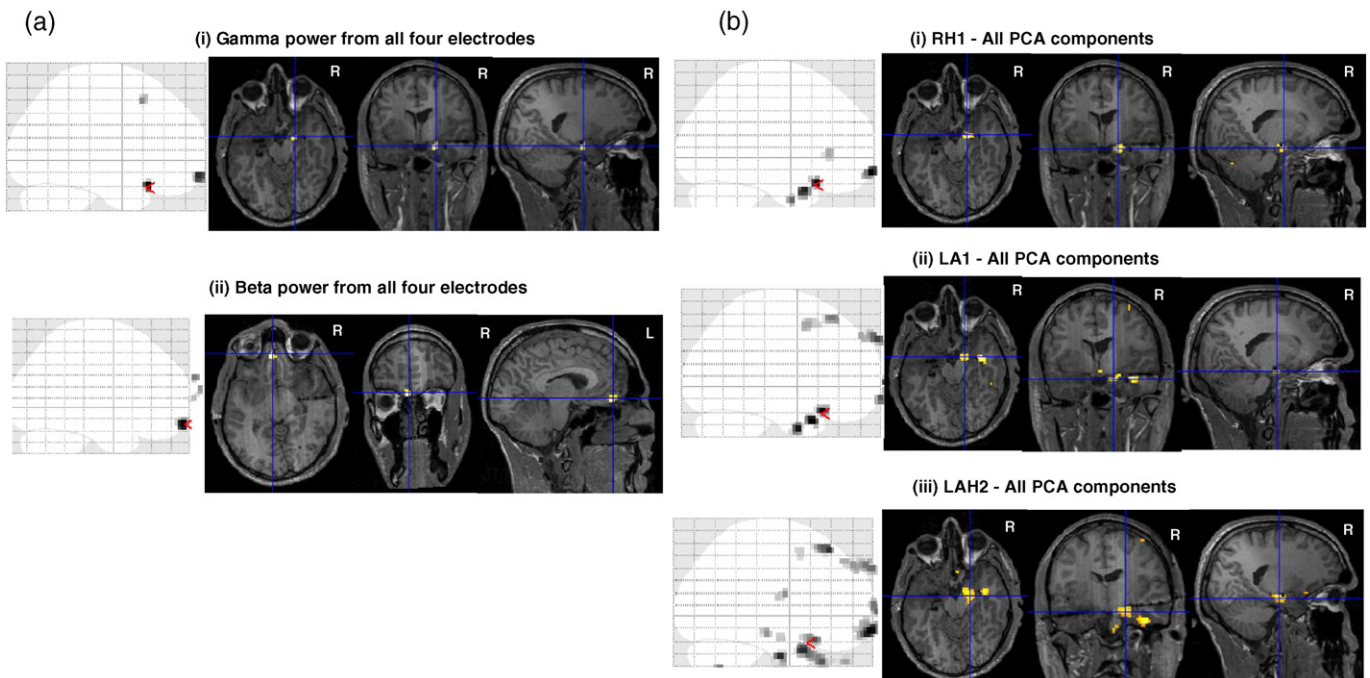 (a)
(i) Gamma power from all four electrodes
R
R
R
<
(ii) Beta power from all four electrodes
R
R
L
<
(b)
(i) RH1 - All PCA components
R
R
R
<
(ii) LA1 - All PCA components
R
R
R
<
(iii) LAH2 - All PCA components
R
R
R
<